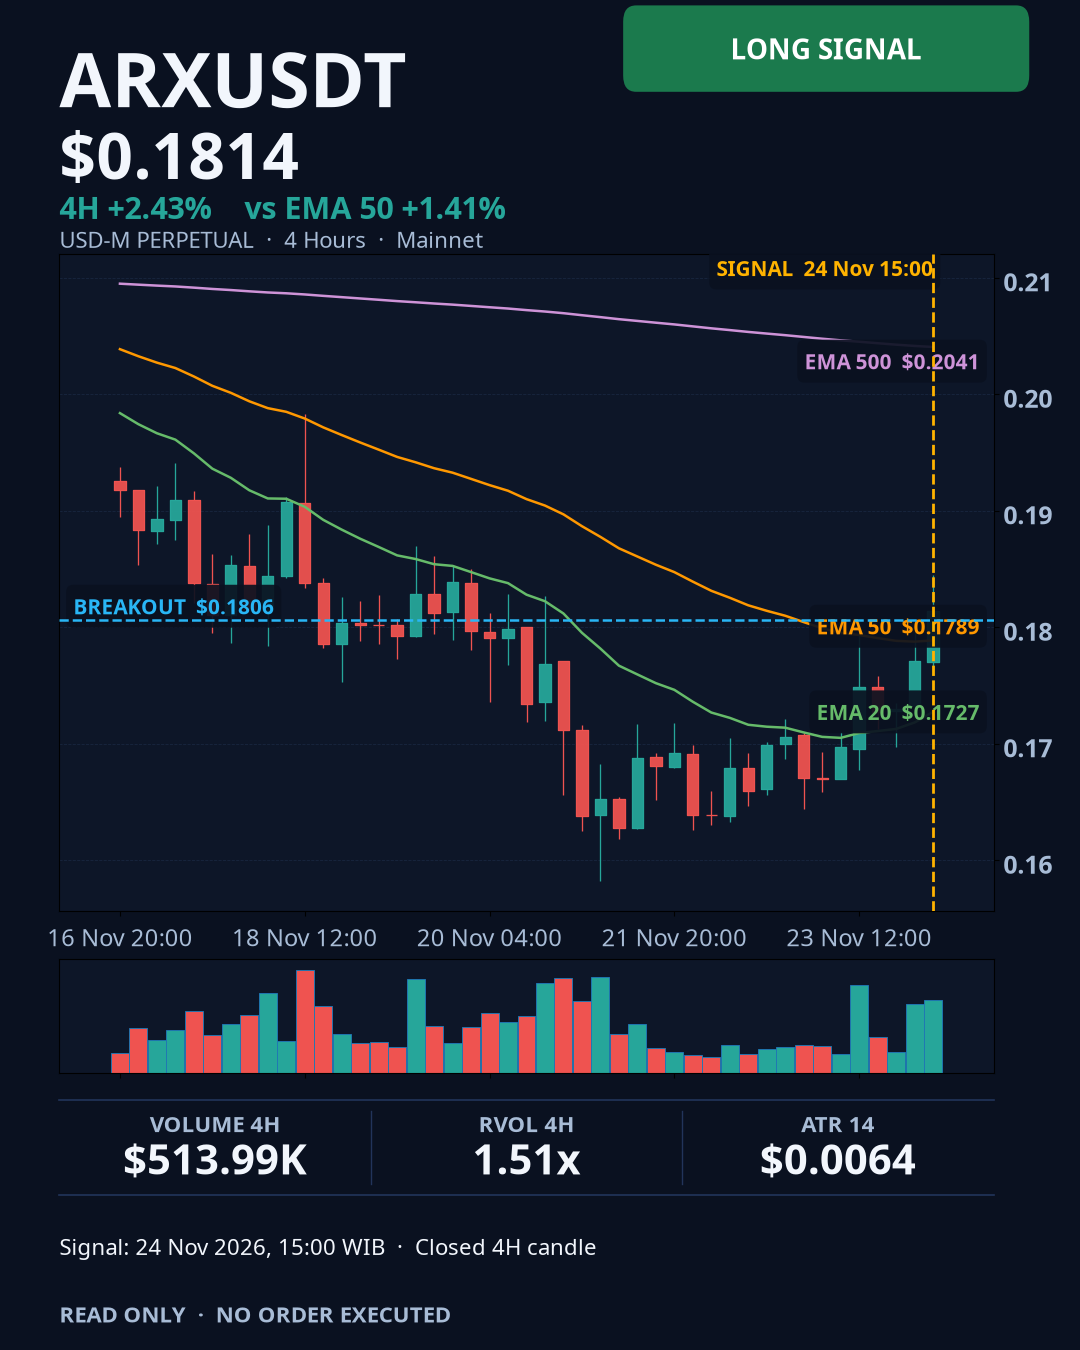 LONG SIGNAL
ARXUSDT
$0.1814
4H +2.43% vs EMA 50 +1.41%
USD-M PERPETUAL · 4 Hours · Mainnet
SIGNAL 24 Nov 15:00
0.21
EMA 500 $0.2041
0.20
0.19
BREAKOUT $0.1806
EMA 50 $0.1789
0.18
EMA 20 $0.1727
0.17
0.16
16 Nov 20:00 18 Nov 12:00 20 Nov 04:00 21 Nov 20:00 23 Nov 12:00
VOLUME 4H RVOL 4H ATR 14
$513.99K 1.51x $0.0064
Signal: 24 Nov 2026, 15:00 WIB · Closed 4H candle
READ ONLY · NO ORDER EXECUTED